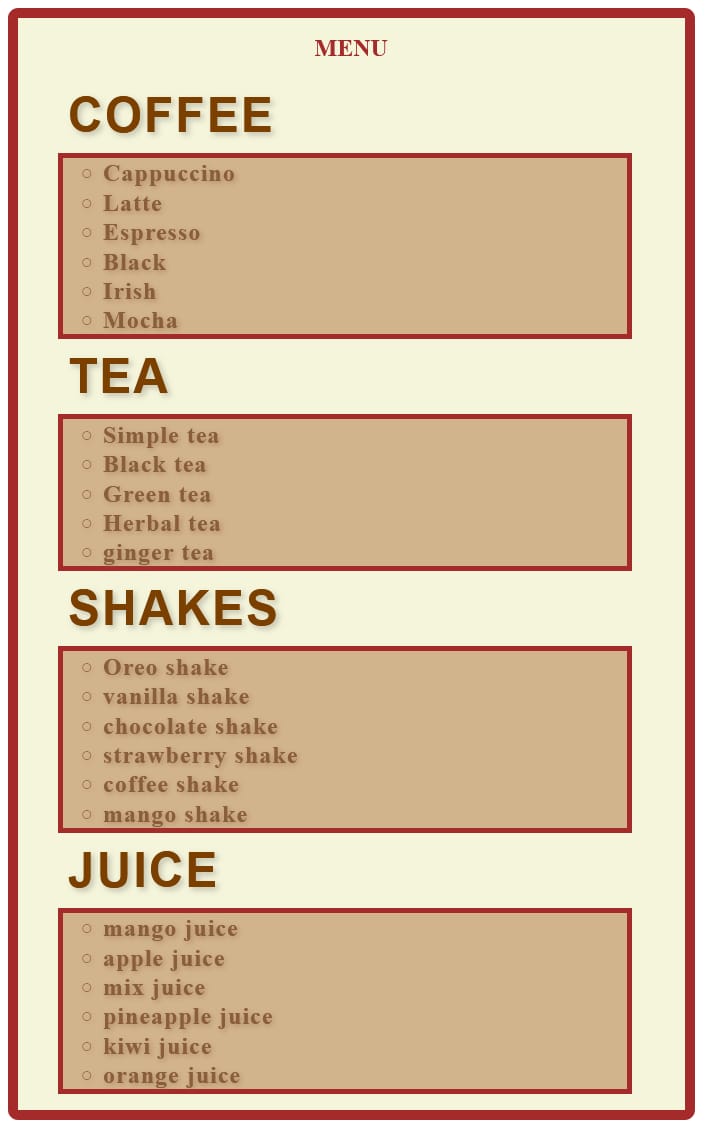 MENU
COFFEE
Cappuccino
Latte
Espresso
Black
Irish
Mocha
TEA
Simple tea
Black tea
Green tea
Herbal tea
ginger tea
SHAKES
Oreo shake
vanilla shake
chocolate shake
strawberry shake
coffee shake
mango shake
JUICE
mango juice
apple juice
mix juice
pineapple juice
kiwi juice
orange juice